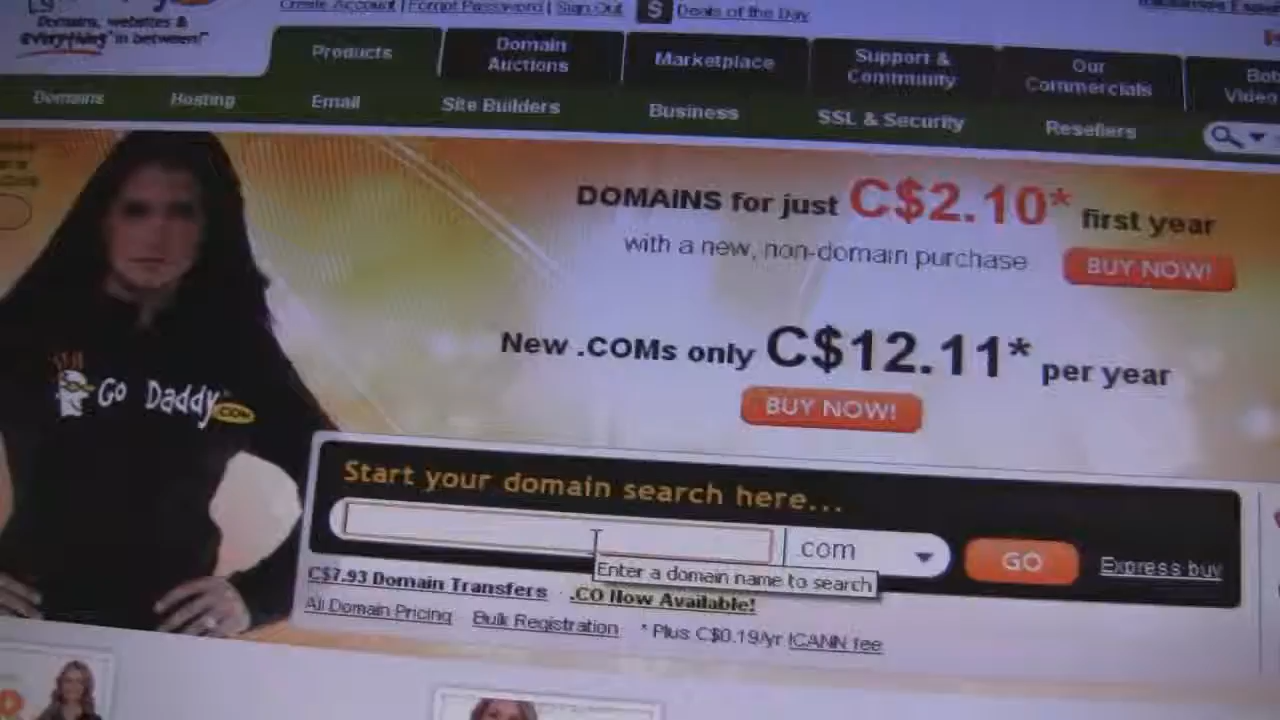 Domains, websites &
everything in between!"
Create Account | Forgot Password | Sign Out
$ Deals of the Day
Products
Domain
Auctions
Marketplace
Support &
Community
Our
Commercials
Bob
Video
Domains
Hosting
Email
Site Builders
Business
SSL & Security
Resellers
DOMAINS for just C$2.10* first year
with a new, non-domain purchase
BUY NOW!
New .COMs only C$12.11* per year
BUY NOW!
Go Daddy
.COM
Start your domain search here...
.com
GO
Express buy
Enter a domain name to search
C$7.93 Domain Transfers · .CO Now Available!
All Domain Pricing
Bulk Registration
* Plus C$0.19/yr ICANN fee